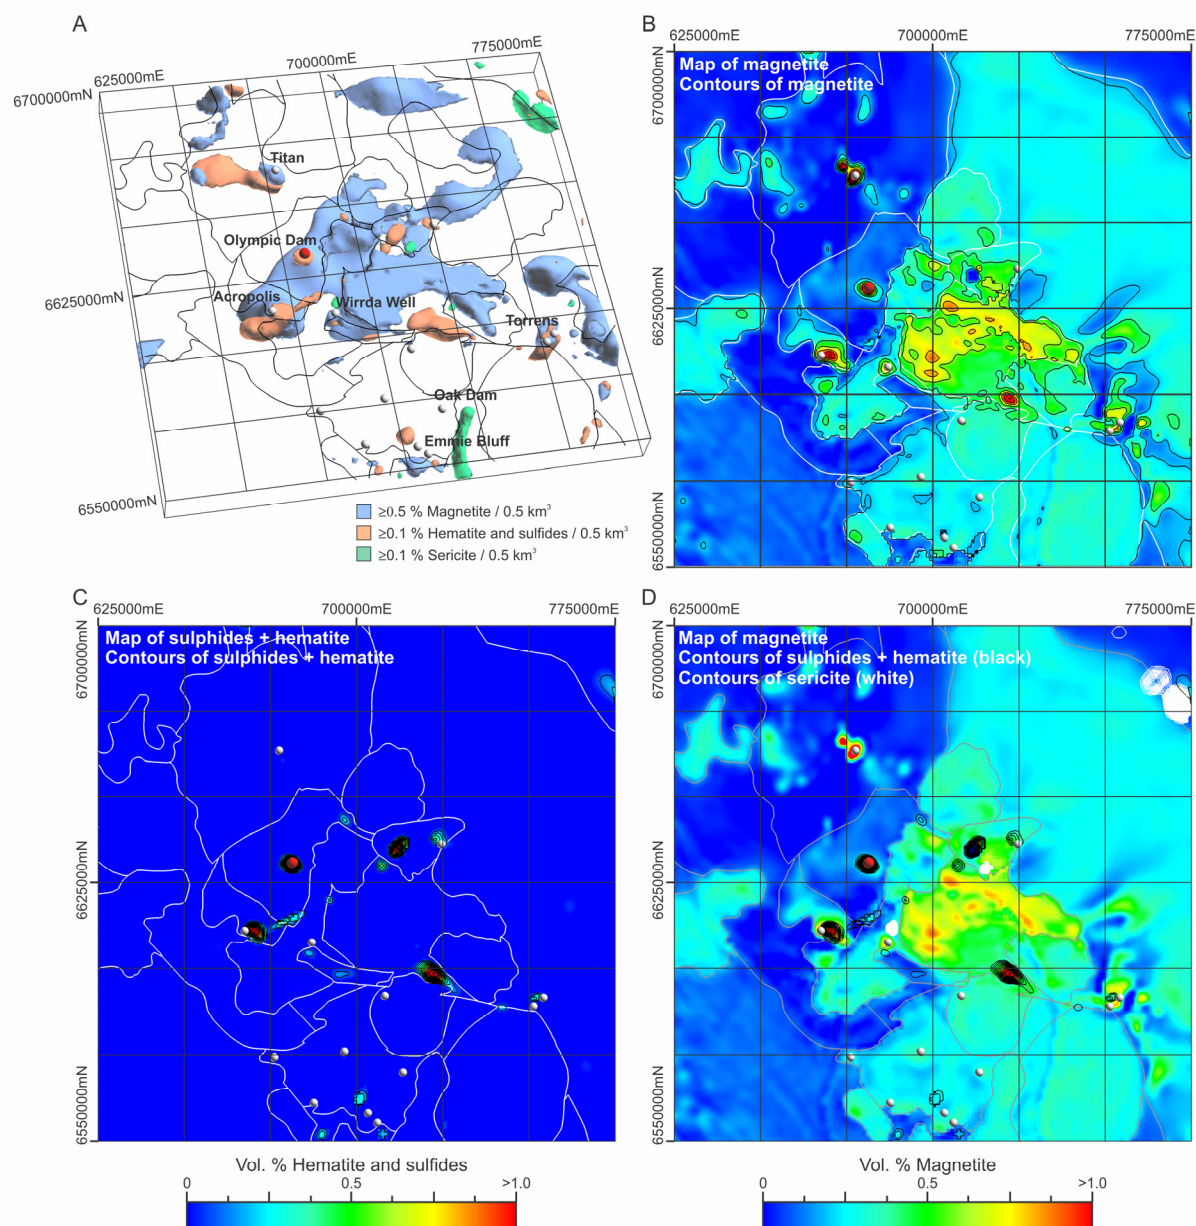 A
625000mE
700000mE
775000mE
6700000mN
6625000mN
6550000mN
Titan
Olympic Dam
Acropolis
Wirrda Well
Torrens
Oak Dam
Emmie Bluff
≥0.5 % Magnetite / 0.5 km³
≥0.1 % Hematite and sulfides / 0.5 km³
≥0.1 % Sericite / 0.5 km³
B
625000mE
700000mE
775000mE
6700000mN
6625000mN
6550000mN
Map of magnetite
Contours of magnetite
C
625000mE
700000mE
775000mE
6700000mN
6625000mN
6550000mN
Map of sulphides + hematite
Contours of sulphides + hematite
Vol. % Hematite and sulfides
0
0.5
>1.0
D
625000mE
700000mE
775000mE
6700000mN
6625000mN
6550000mN
Map of magnetite
Contours of sulphides + hematite (black)
Contours of sericite (white)
Vol. % Magnetite
0
0.5
>1.0